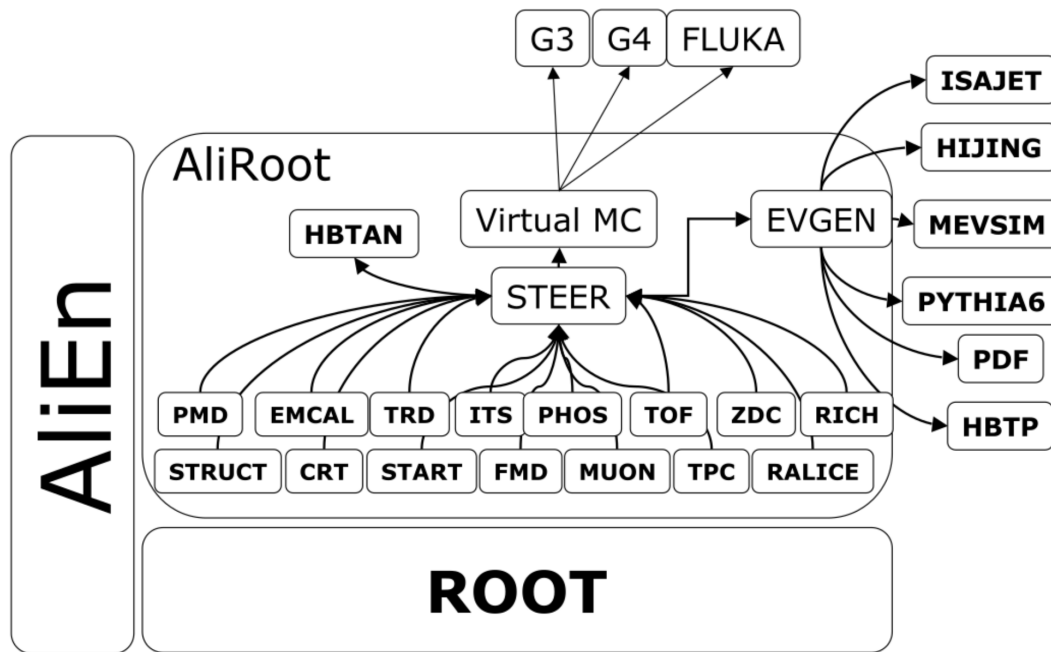 G3
G4
FLUKA
ISAJET
HIJING
MEVSIM
PYTHIA6
PDF
HBTP
AliEn
AliRoot
HBTAN
Virtual MC
EVGEN
STEER
PMD
EMCAL
TRD
ITS
PHOS
TOF
ZDC
RICH
STRUCT
CRT
START
FMD
MUON
TPC
RALICE
ROOT